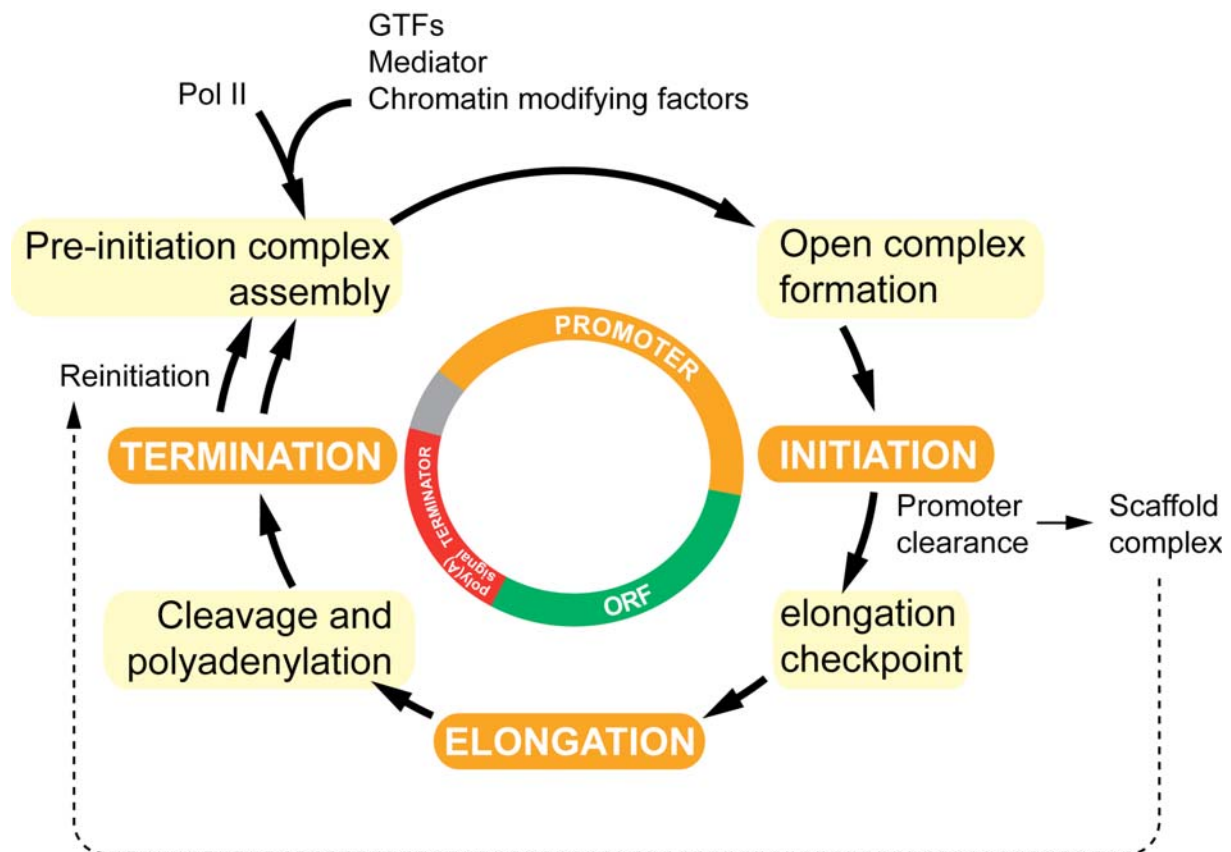 GTFs
Mediator
Chromatin modifying factors
Pol II
Pre-initiation complex
assembly
Open complex
formation
PROMOTER
Reinitiation
TERMINATION
INITIATION
TERMINATOR
poly(A)
signal
ORF
Promoter
clearance
Scaffold
complex
Cleavage and
polyadenylation
elongation
checkpoint
ELONGATION